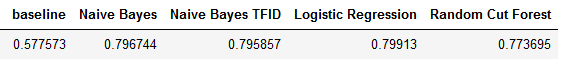 baseline Naive Bayes Naive Bayes TFID Logistic Regression Random Cut Forest
0.577573 0.796744 0.795857 0.79913 0.773695